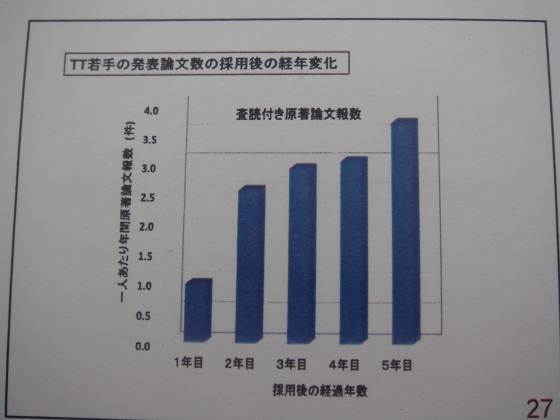 TT若手の発表論文数の採用後の経年変化
査読付き原著論文報数
一人あたり年間原著論文報数(件)
4.0
3.5
3.0
2.5
2.0
1.5
1.0
0.5
0.0
1年目 2年目 3年目 4年目 5年目
採用後の経過年数
27